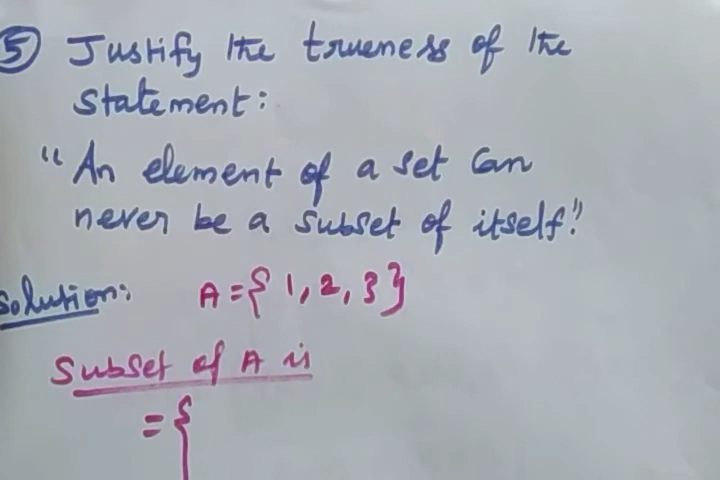 5 Justify the trueness of the
statement:
"An element of a set can
never be a subset of itself."
Solution: A = { 1, 2, 3 }
Subset of A is
= {